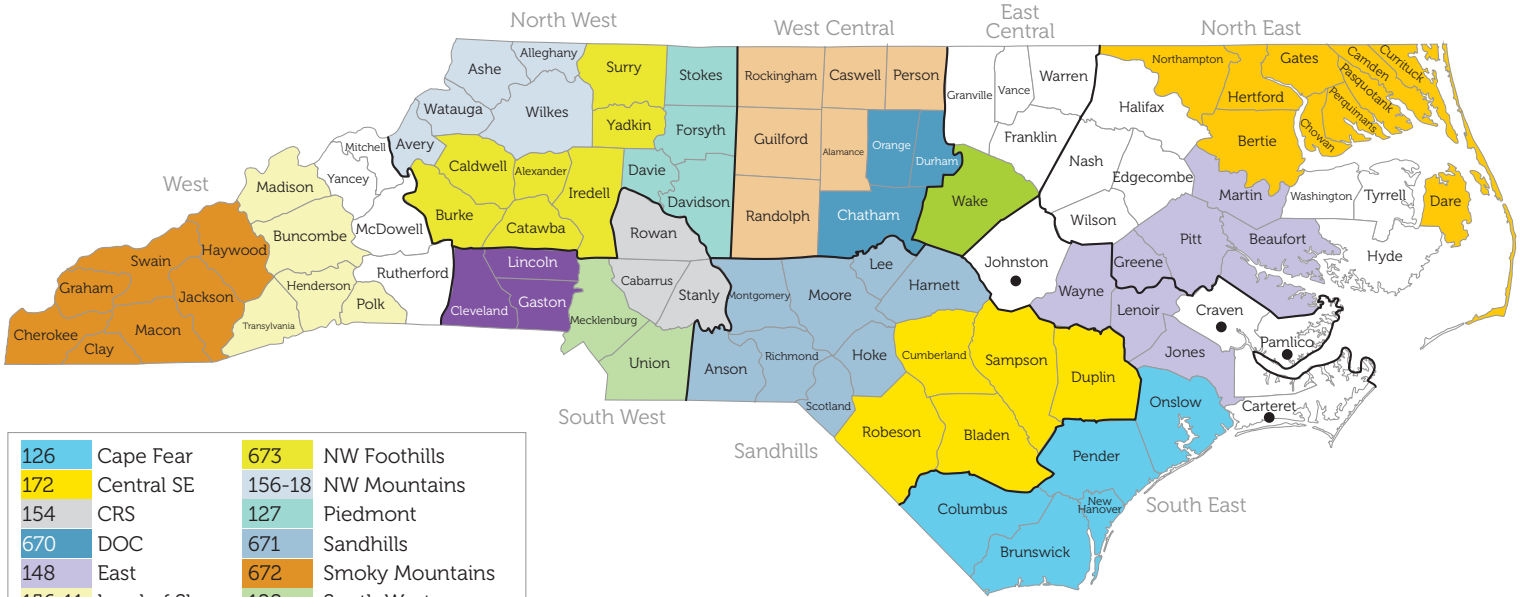 North West
West Central
East
Central
North East
Ashe
Alleghany
Surry
Stokes
Rockingham
Caswell
Person
Granville
Vance
Warren
Northampton
Gates
Camden
Currituck
Pasquotank
Perquimans
Chowan
Hertford
Halifax
Watauga
Wilkes
Yadkin
Forsyth
Guilford
Alamance
Orange
Durham
Franklin
Bertie
Mitchell
Avery
Caldwell
Alexander
Iredell
Davie
Nash
Edgecombe
West
Madison
Yancey
Burke
Catawba
Davidson
Randolph
Chatham
Wake
Wilson
Martin
Washington
Tyrrell
Dare
Buncombe
McDowell
Rowan
Pitt
Beaufort
Hyde
Haywood
Swain
Rutherford
Lincoln
Cabarrus
Stanly
Lee
Johnston
Greene
Graham
Jackson
Henderson
Polk
Cleveland
Gaston
Mecklenburg
Montgomery
Moore
Harnett
Wayne
Lenoir
Craven
Cherokee
Macon
Clay
Transylvania
Union
Anson
Richmond
Hoke
Cumberland
Sampson
Duplin
Jones
Pamlico
South West
Scotland
Onslow
Carteret
Sandhills
Robeson
Bladen
Pender
South East
Columbus
New
Hanover
Brunswick
126 Cape Fear
172 Central SE
154 CRS
670 DOC
148 East
673 NW Foothills
156-18 NW Mountains
127 Piedmont
671 Sandhills
672 Smoky Mountains